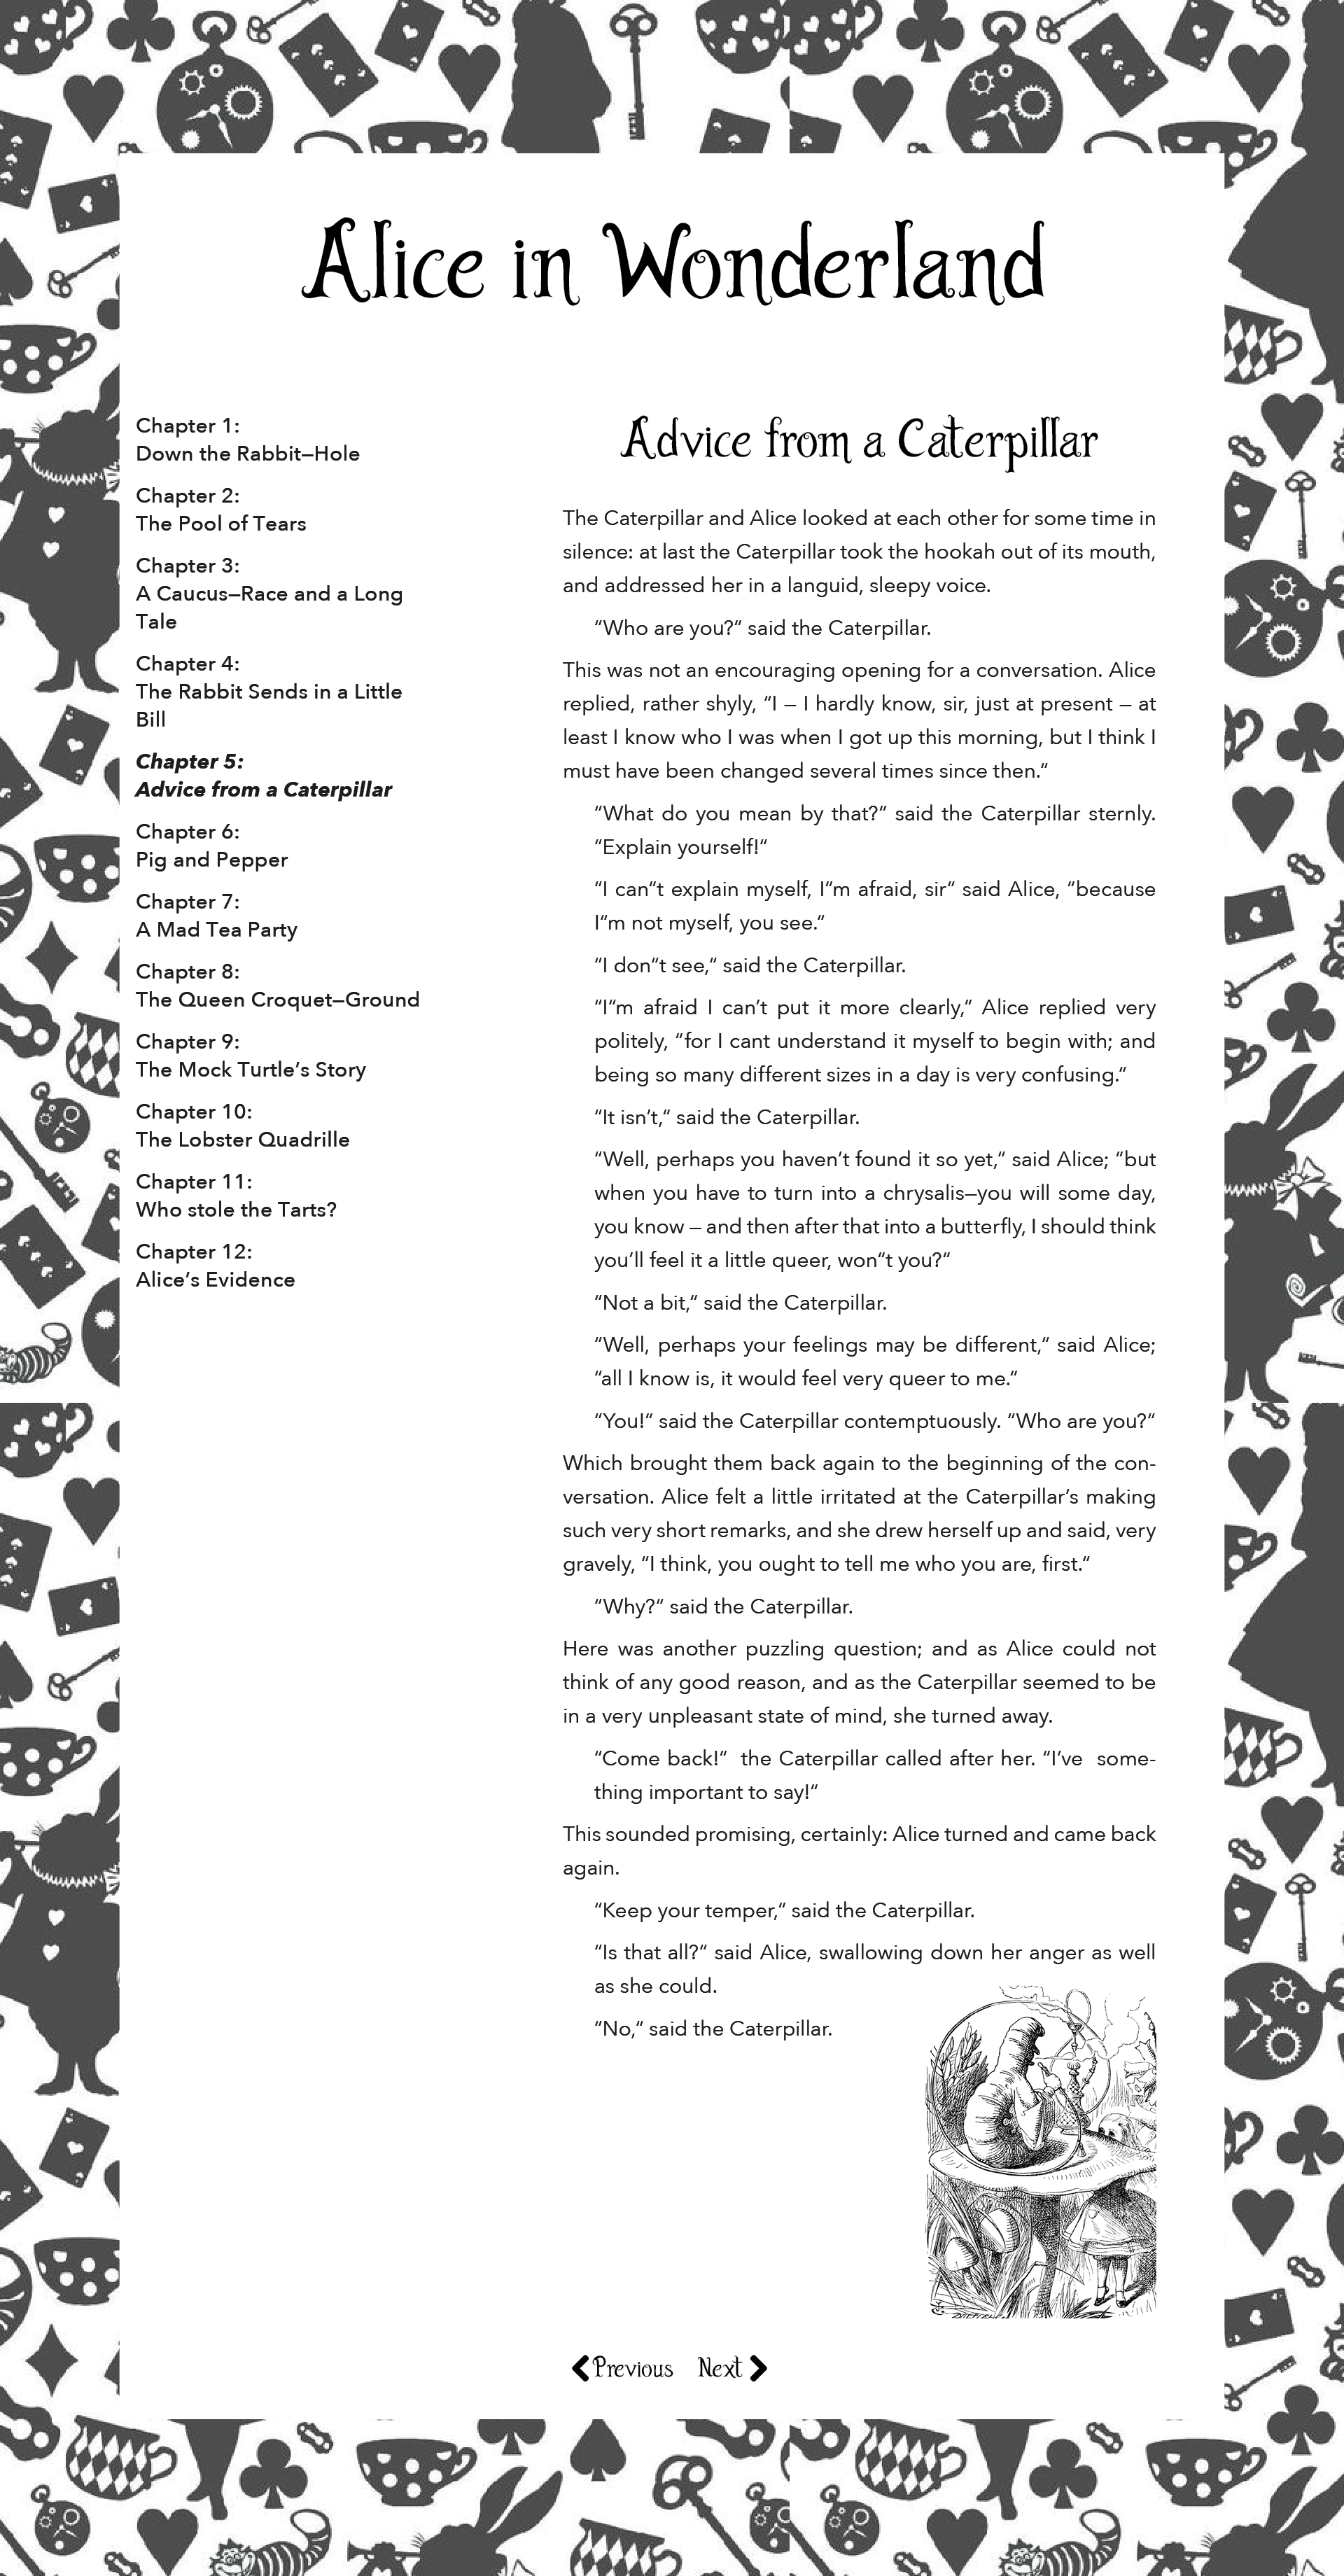 Alice in Wonderland
Chapter 1:
Down the Rabbit–Hole
Chapter 2:
The Pool of Tears
Chapter 3:
A Caucus–Race and a Long
Tale
Chapter 4:
The Rabbit Sends in a Little
Bill
Chapter 5:
Advice from a Caterpillar
Chapter 6:
Pig and Pepper
Chapter 7:
A Mad Tea Party
Chapter 8:
The Queen Croquet–Ground
Chapter 9:
The Mock Turtle’s Story
Chapter 10:
The Lobster Quadrille
Chapter 11:
Who stole the Tarts?
Chapter 12:
Alice’s Evidence
Advice from a Caterpillar
The Caterpillar and Alice looked at each other for some time in
silence: at last the Caterpillar took the hookah out of its mouth,
and addressed her in a languid, sleepy voice.
“Who are you?“ said the Caterpillar.
This was not an encouraging opening for a conversation. Alice
replied, rather shyly, “I – I hardly know, sir, just at present – at
least I know who I was when I got up this morning, but I think I
must have been changed several times since then.“
“What do you mean by that?“ said the Caterpillar sternly.
“Explain yourself!“
“I can“t explain myself, I“m afraid, sir“ said Alice, “because
I“m not myself, you see.“
“I don“t see,“ said the Caterpillar.
“I“m afraid I can’t put it more clearly,“ Alice replied very
politely, “for I cant understand it myself to begin with; and
being so many different sizes in a day is very confusing.“
“It isn’t,“ said the Caterpillar.
“Well, perhaps you haven’t found it so yet,“ said Alice; “but
when you have to turn into a chrysalis–you will some day,
you know – and then after that into a butterfly, I should think
you’ll feel it a little queer, won“t you?“
“Not a bit,“ said the Caterpillar.
“Well, perhaps your feelings may be different,“ said Alice;
“all I know is, it would feel very queer to me.“
“You!“ said the Caterpillar contemptuously. “Who are you?“
Which brought them back again to the beginning of the con-
versation. Alice felt a little irritated at the Caterpillar’s making
such very short remarks, and she drew herself up and said, very
gravely, “I think, you ought to tell me who you are, first.“
“Why?“ said the Caterpillar.
Here was another puzzling question; and as Alice could not
think of any good reason, and as the Caterpillar seemed to be
in a very unpleasant state of mind, she turned away.
“Come back!“ the Caterpillar called after her. “I’ve some-
thing important to say!“
This sounded promising, certainly: Alice turned and came back
again.
“Keep your temper,“ said the Caterpillar.
“Is that all?“ said Alice, swallowing down her anger as well
as she could.
“No,“ said the Caterpillar.
Previous Next